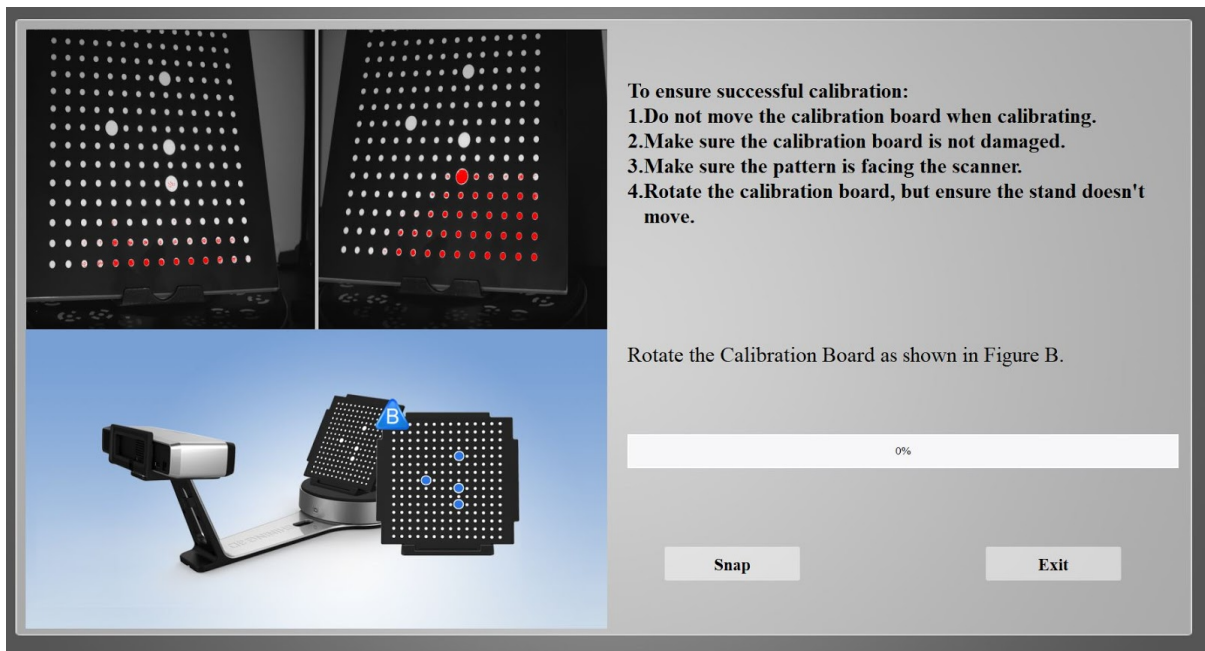 To ensure successful calibration:
1.Do not move the calibration board when calibrating.
2.Make sure the calibration board is not damaged.
3.Make sure the pattern is facing the scanner.
4.Rotate the calibration board, but ensure the stand doesn't
move.
Rotate the Calibration Board as shown in Figure B.
0%
Snap
Exit
B